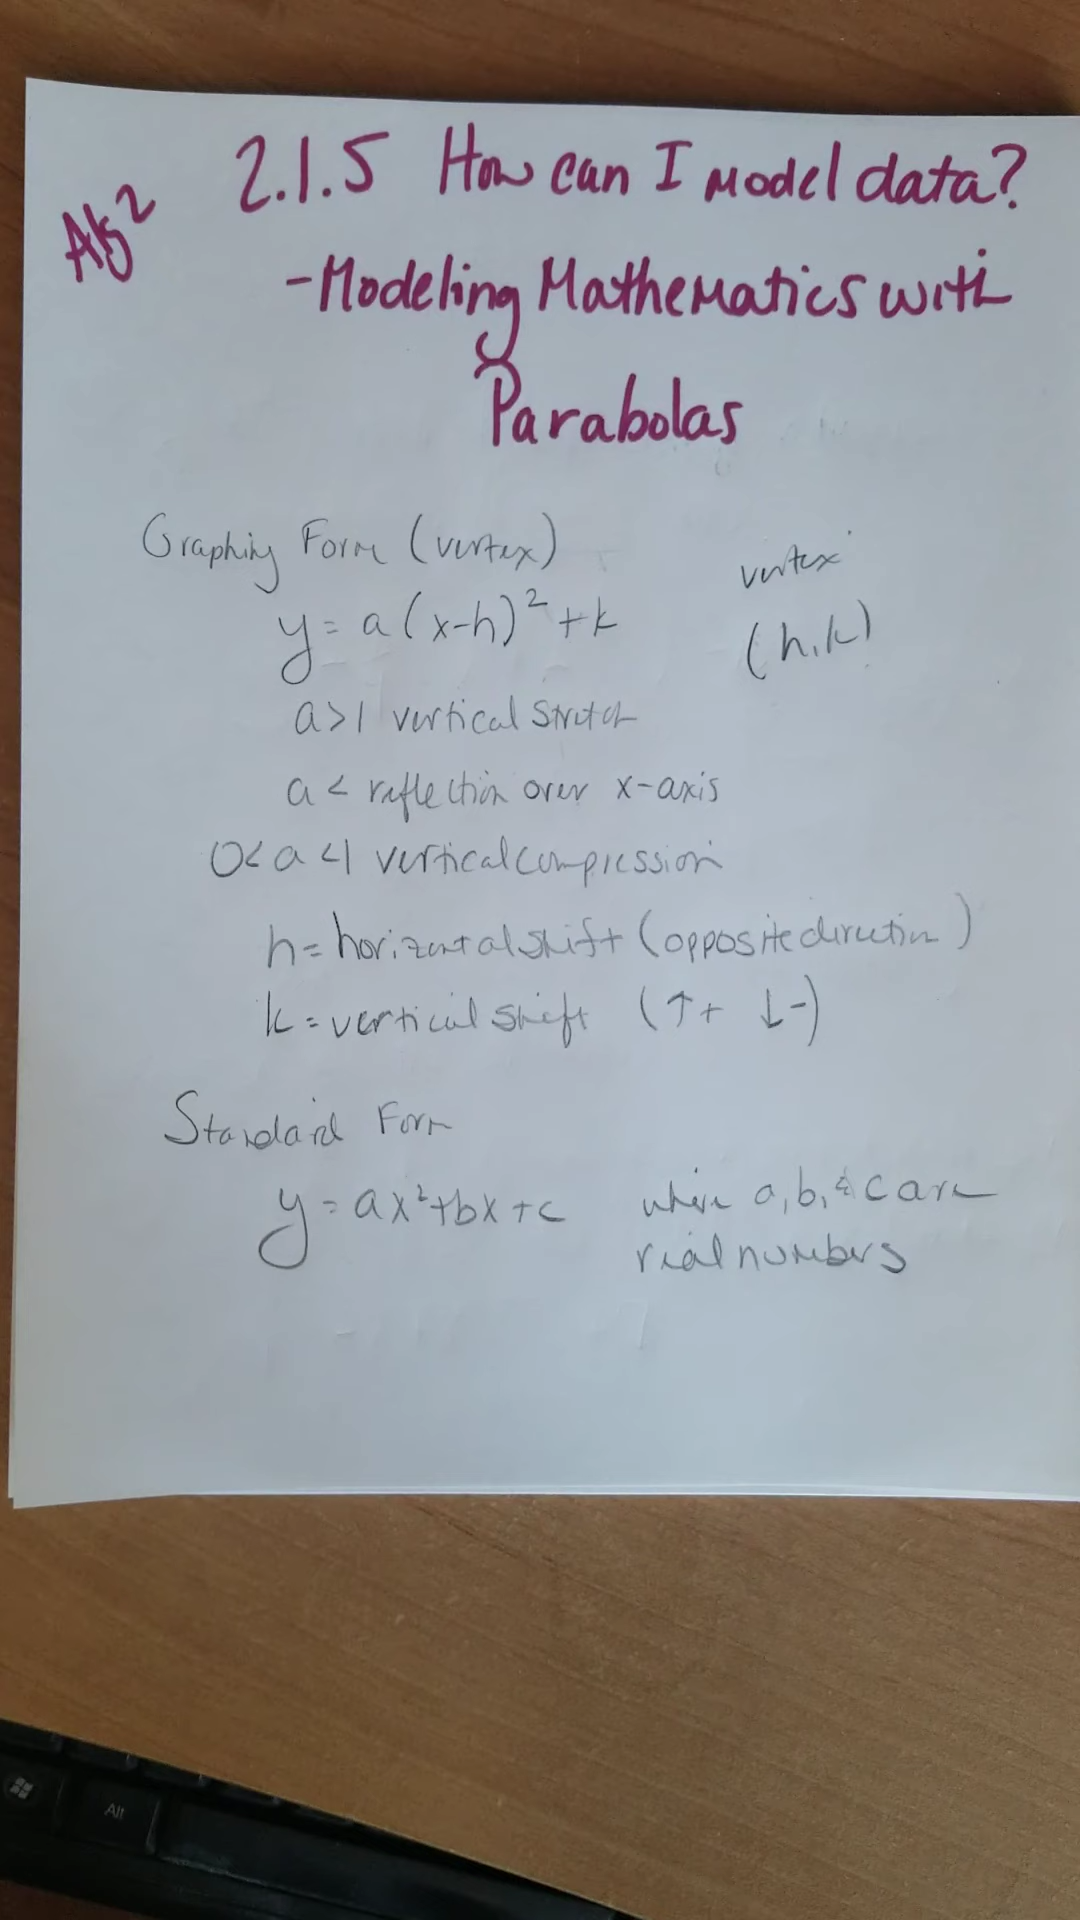 Alg 2
2.1.5 How can I model data?
-Modeling Mathematics with
Parabolas
Graphing Form (vertex)
y = a(x-h)² + k
vertex
(h,k)
a>1 vertical stretch
a < reflection over x-axis
0<a<1 vertical compression
h = horizontal shift (opposite direction)
k = vertical shift (↑+ ↓-)
Standard Form
y = ax²+bx+c
where a, b, & c are
real numbers
Alt